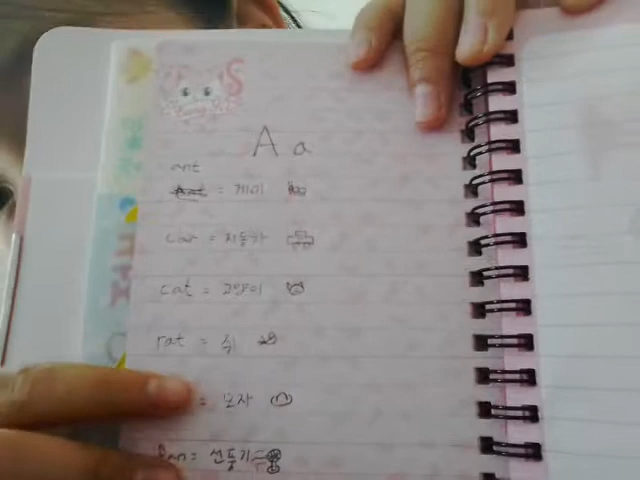 A a
ant
= 개미
car = 자동차
cat = 고양이
rat = 쥐
= 모자
fan = 선풍기